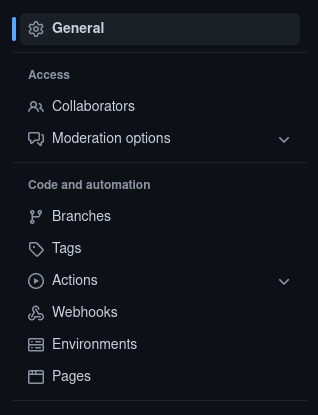 General
Access
Collaborators
Moderation options
Code and automation
Branches
Tags
Actions
Webhooks
Environments
Pages